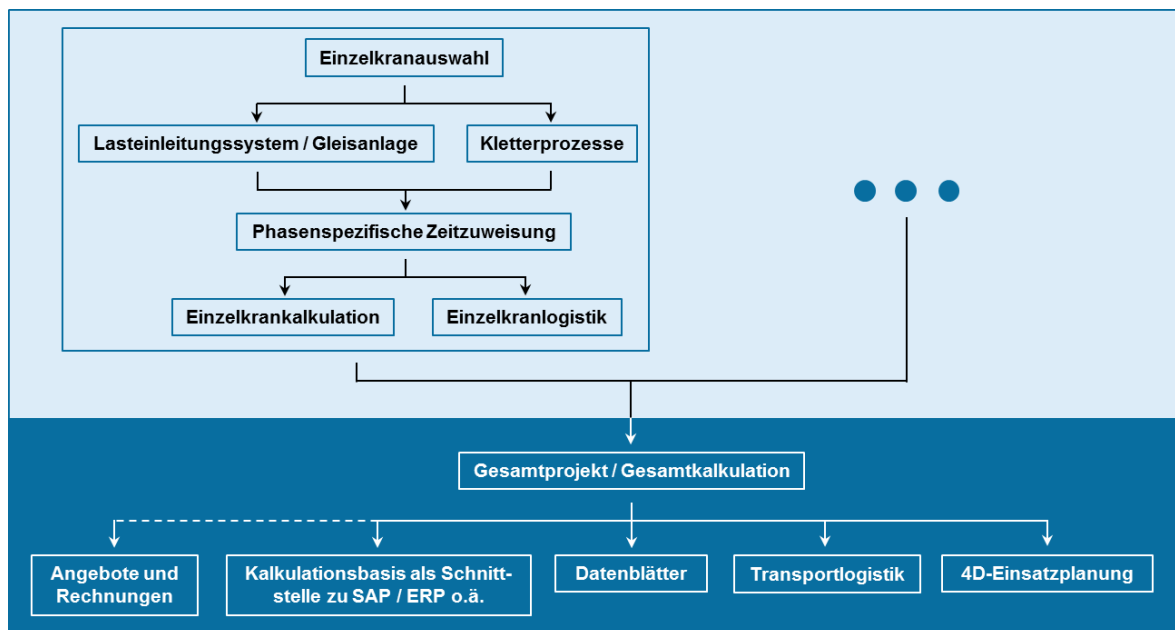 Einzelkranauswahl
Lasteinleitungssystem / Gleisanlage
Kletterprozesse
Phasenspezifische Zeitzuweisung
Einzelkrankalkulation
Einzelkranlogistik
Gesamtprojekt / Gesamtkalkulation
Angebote und
Rechnungen
Kalkulationsbasis als Schnitt-
stelle zu SAP / ERP o.ä.
Datenblätter
Transportlogistik
4D-Einsatzplanung